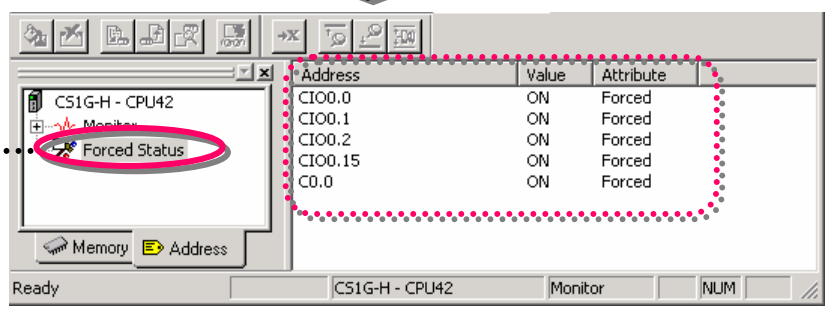 Address Value Attribute
CIO0.0 ON Forced
CIO0.1 ON Forced
CIO0.2 ON Forced
CIO0.15 ON Forced
C0.0 ON Forced
CS1G-H - CPU42
Monitor
Forced Status
Memory Address
Ready CS1G-H - CPU42 Monitor NUM